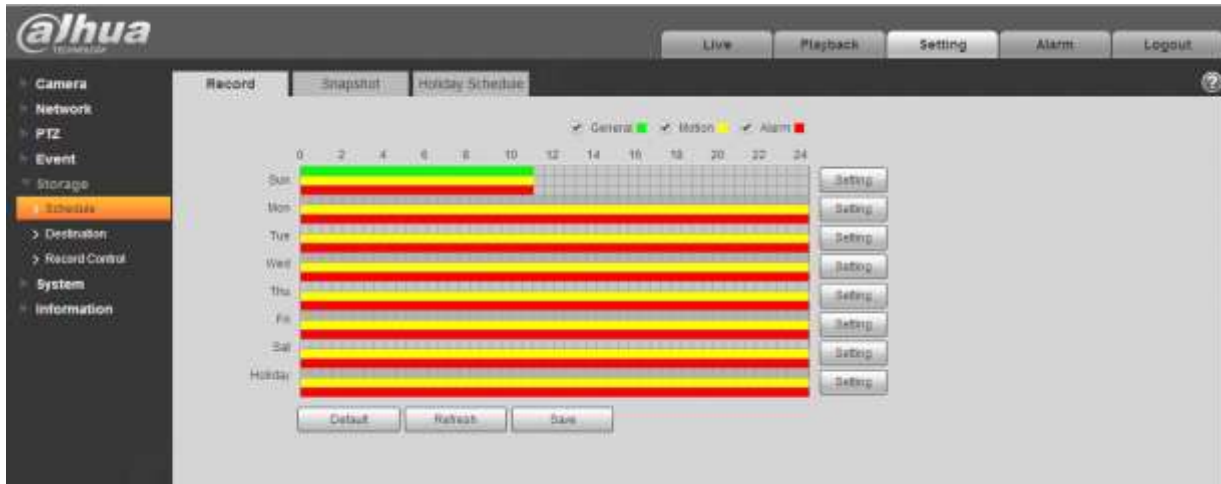 alhua
TECHNOLOGY
Live Playback Setting Alarm Logout
Camera
Network
PTZ
Event
Storage
Schedule
Destination
Record Control
System
Information
Record Snapshot Holiday Schedule
General Motion Alarm
0 2 4 6 8 10 12 14 16 18 20 22 24
Sun Setting
Mon Setting
Tue Setting
Wed Setting
Thu Setting
Fri Setting
Sat Setting
Holiday Setting
Default Refresh Save